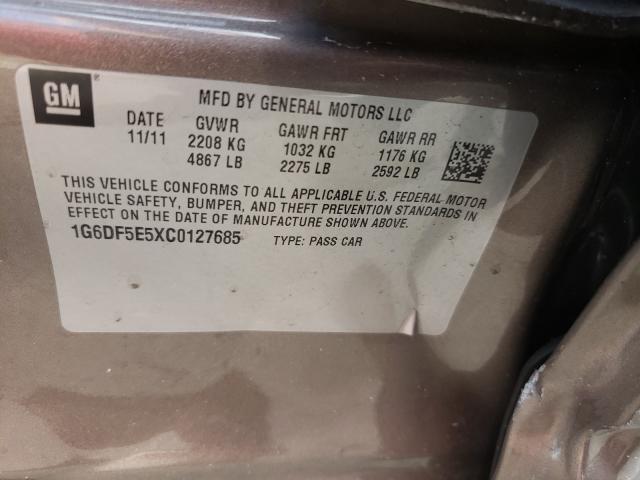 GM
MFD BY GENERAL MOTORS LLC
DATE GVWR GAWR FRT GAWR RR
11/11 2208 KG 1032 KG 1176 KG
4867 LB 2275 LB 2592 LB
THIS VEHICLE CONFORMS TO ALL APPLICABLE U.S. FEDERAL MOTOR
VEHICLE SAFETY, BUMPER, AND THEFT PREVENTION STANDARDS IN
EFFECT ON THE DATE OF MANUFACTURE SHOWN ABOVE.
1G6DF5E5XC0127685 TYPE: PASS CAR